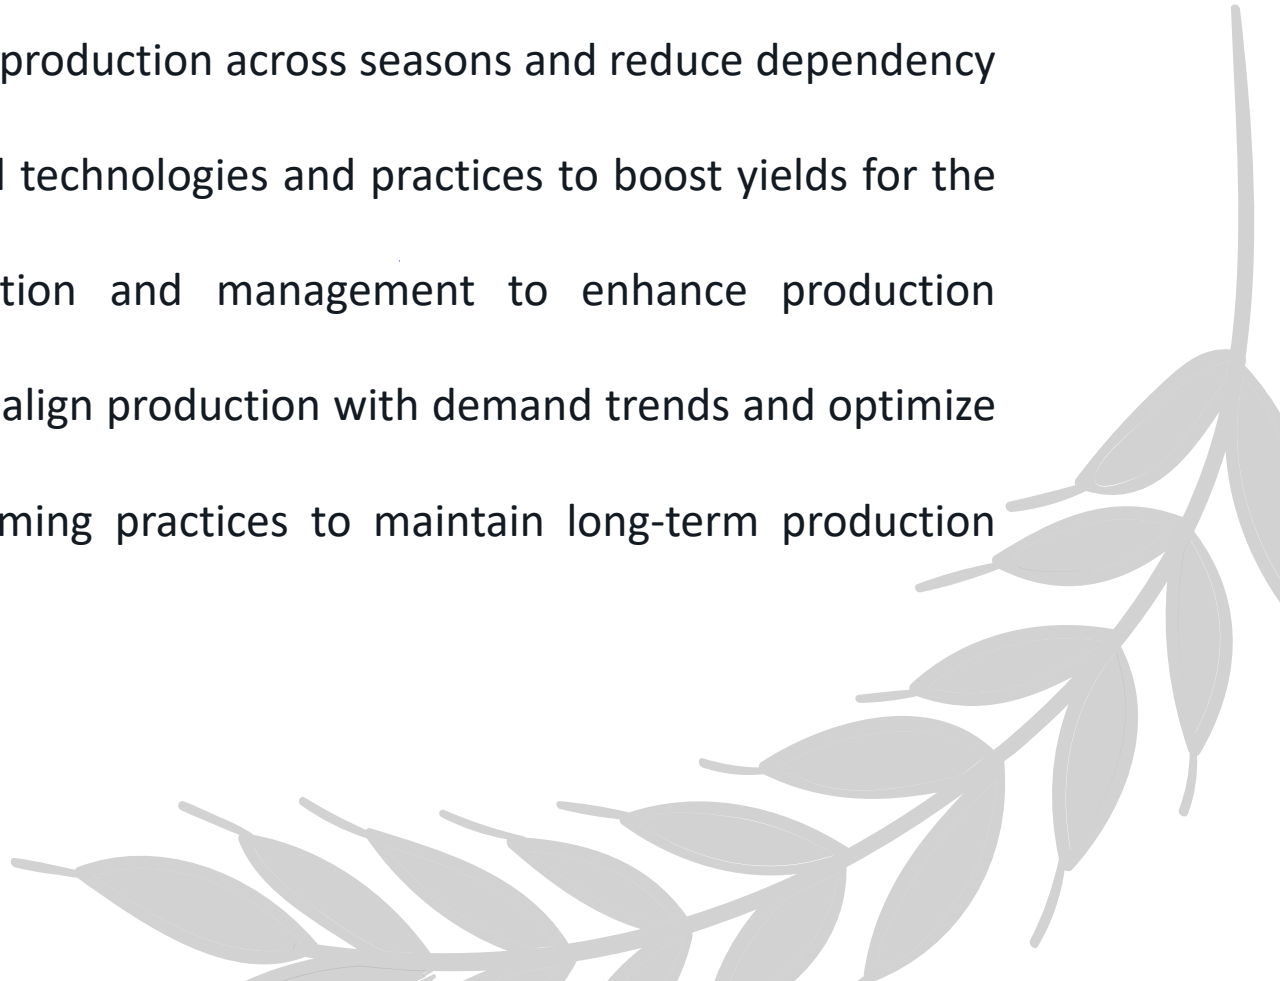 production across seasons and reduce dependency
technologies and practices to boost yields for the
tion and management to enhance production
align production with demand trends and optimize
ming practices to maintain long-term production